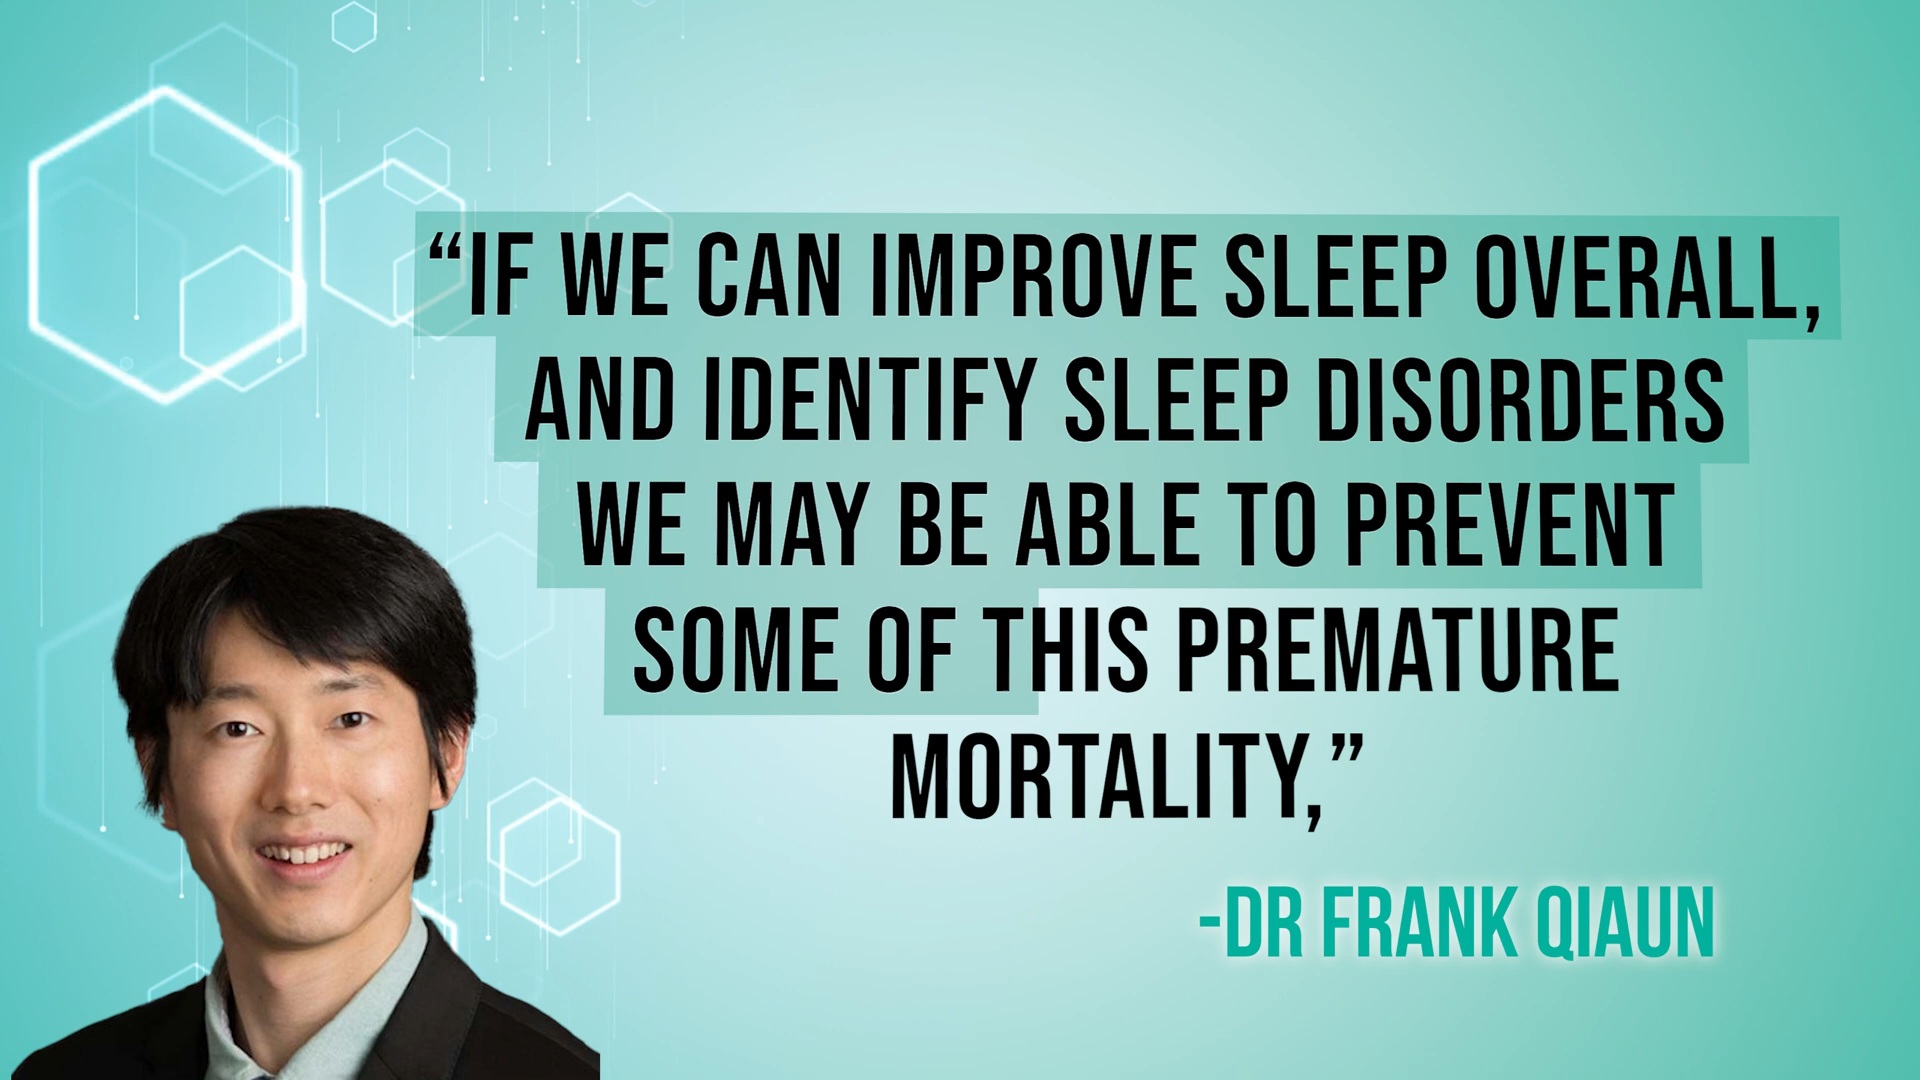 “IF WE CAN IMPROVE SLEEP OVERALL,
AND IDENTIFY SLEEP DISORDERS
WE MAY BE ABLE TO PREVENT
SOME OF THIS PREMATURE
MORTALITY,”
-DR FRANK QIAUN